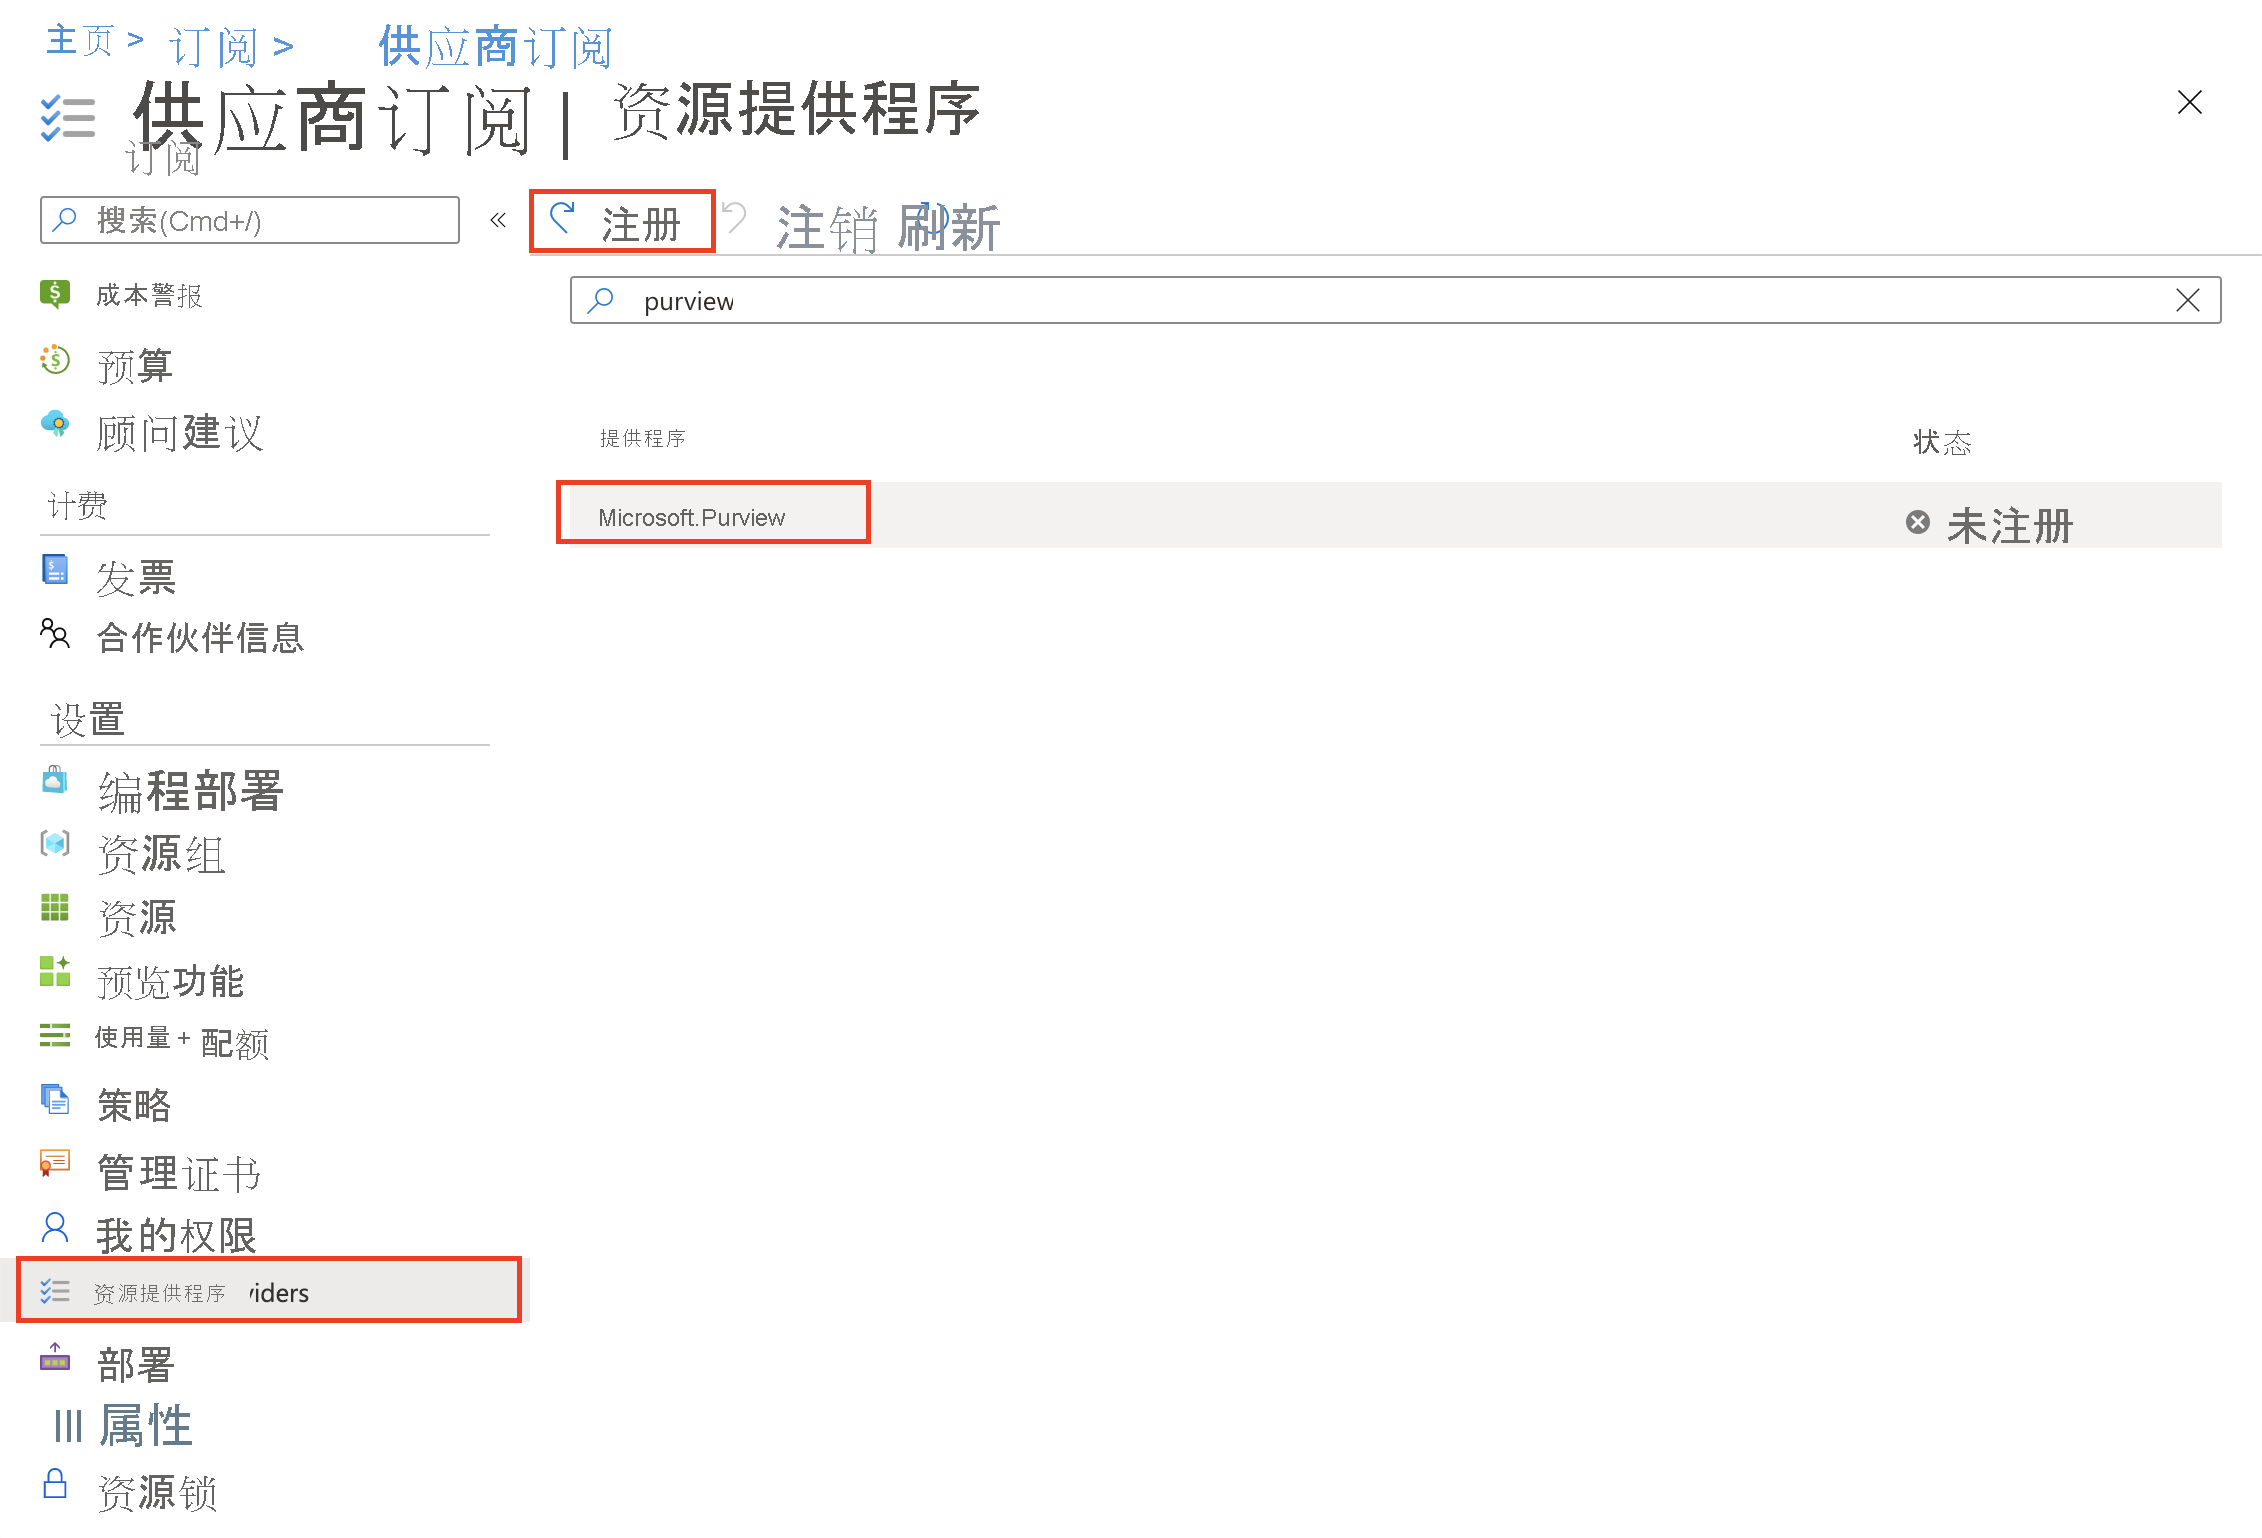 主页 > 订阅 > 供应商订阅
供应商订阅 | 资源提供程序
订阅
搜索(Cmd+/)
«
注册 注销 刷新
purview
成本警报
预算
顾问建议
提供程序 状态
Microsoft.Purview 未注册
计费
发票
合作伙伴信息
设置
编程部署
资源组
资源
预览功能
使用量 + 配额
策略
管理证书
我的权限
资源提供程序 viders
部署
属性
资源锁